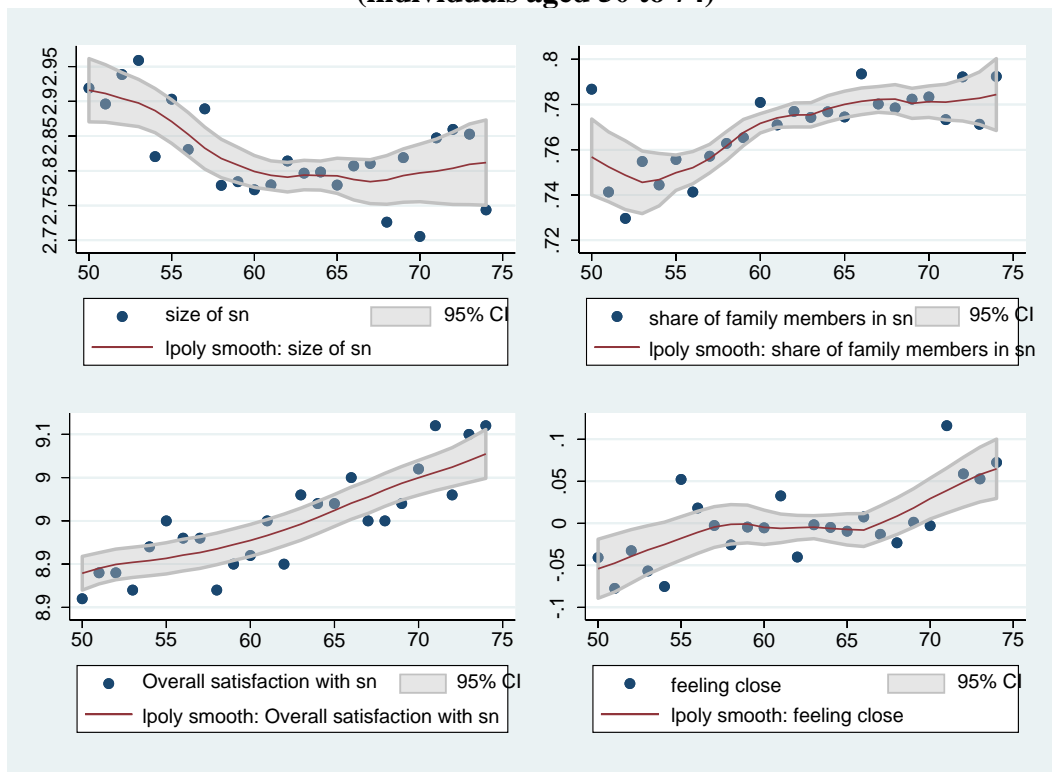 (individuals aged 50 to 74)
2.72.752.82.852.92.95
50 55 60 65 70 75
size of sn 95% CI
lpoly smooth: size of sn
.8
.78
.76
.74
.72
50 55 60 65 70 75
share of family members in sn 95% CI
lpoly smooth: share of family members in sn
9.1
9
9
8.9
8.9
50 55 60 65 70 75
Overall satisfaction with sn 95% CI
lpoly smooth: Overall satisfaction with sn
.1
.05
0
-.05
-.1
50 55 60 65 70 75
feeling close 95% CI
lpoly smooth: feeling close